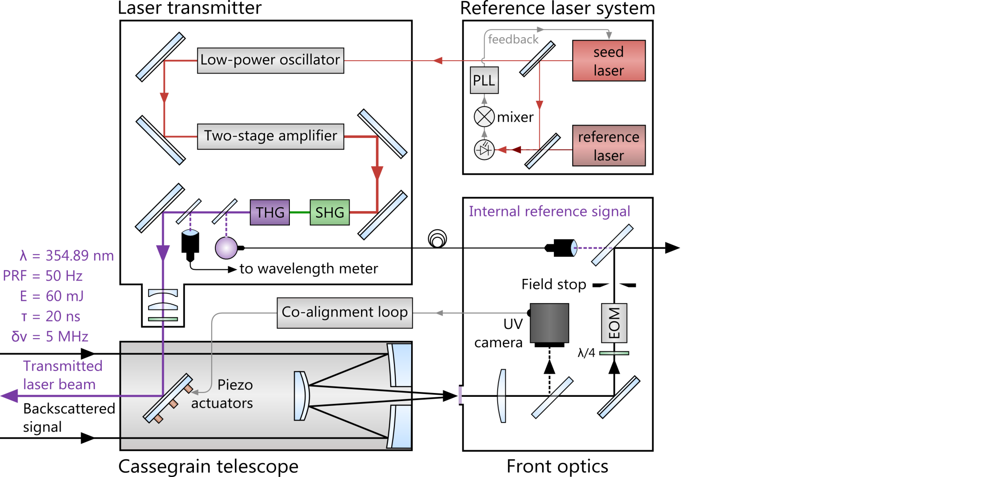 Laser transmitter
Reference laser system
feedback
seed
laser
Low-power oscillator
PLL
mixer
Two-stage amplifier
reference
laser
THG
SHG
Internal reference signal
λ = 354.89 nm
PRF = 50 Hz
E = 60 mJ
τ = 20 ns
δν = 5 MHz
to wavelength meter
Field stop
Co-alignment loop
UV
camera
EOM
λ/4
Transmitted
laser beam
Piezo
actuators
Backscattered
signal
Cassegrain telescope
Front optics